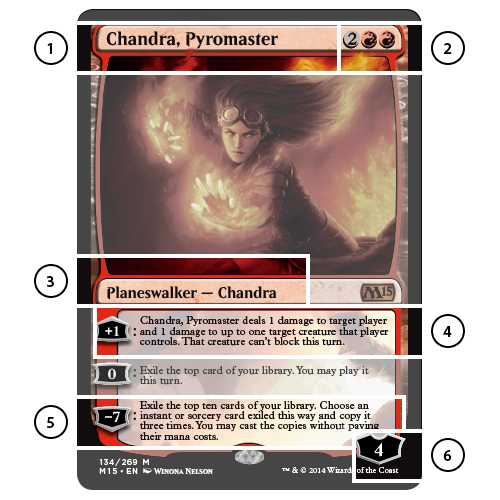 Chandra, Pyromaster 2
1
2
Planeswalker — Chandra M15
3
+1: Chandra, Pyromaster deals 1 damage to target player
and 1 damage to up to one target creature that player
controls. That creature can't block this turn.
4
0: Exile the top card of your library. You may play it
this turn.
-7: Exile the top ten cards of your library. Choose an
instant or sorcery card exiled this way and copy it
three times. You may cast the copies without paying
their mana costs.
5
4
6
134/269 M
M15 • EN Winona Nelson ™ & © 2014 Wizards of the Coast